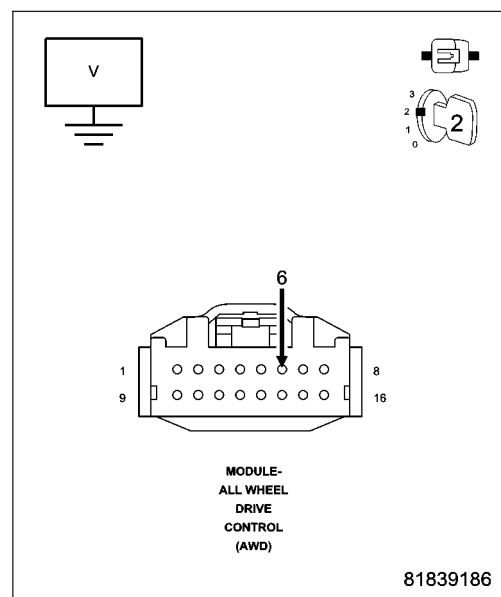 V
3
2
1
0
2
6
1 8
9 16
MODULE-
ALL WHEEL
DRIVE
CONTROL
(AWD)
81839186